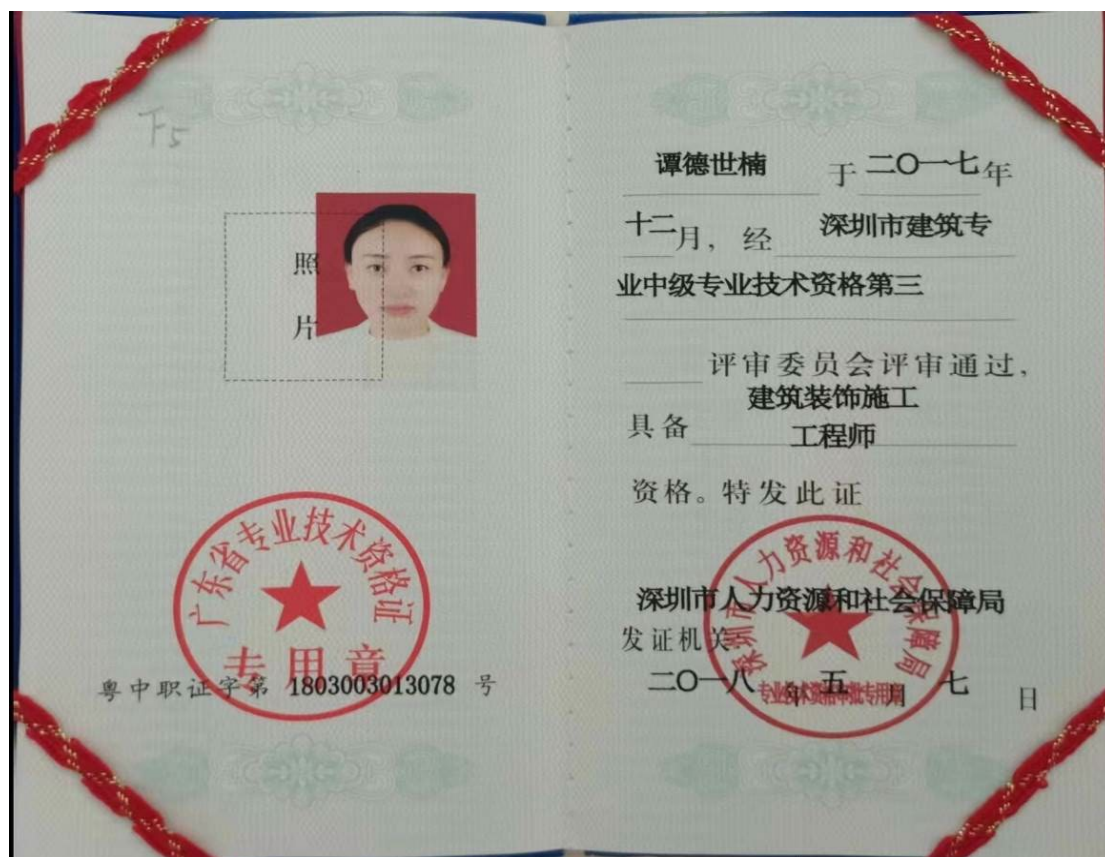 下5
照
片
广东省专业技术资格证
专用章
粤中职证字第 1803003013078 号
谭德世楠 于 二〇一七 年
十二 月，经 深圳市建筑专
业中级专业技术资格第三
评审委员会评审通过，
建筑装饰施工
具备 工程师
资格。特发此证
深圳市人力资源和社会保障局
深圳市人力资源和社会保障局
发证机关
二〇一八 年 五 月 七 日